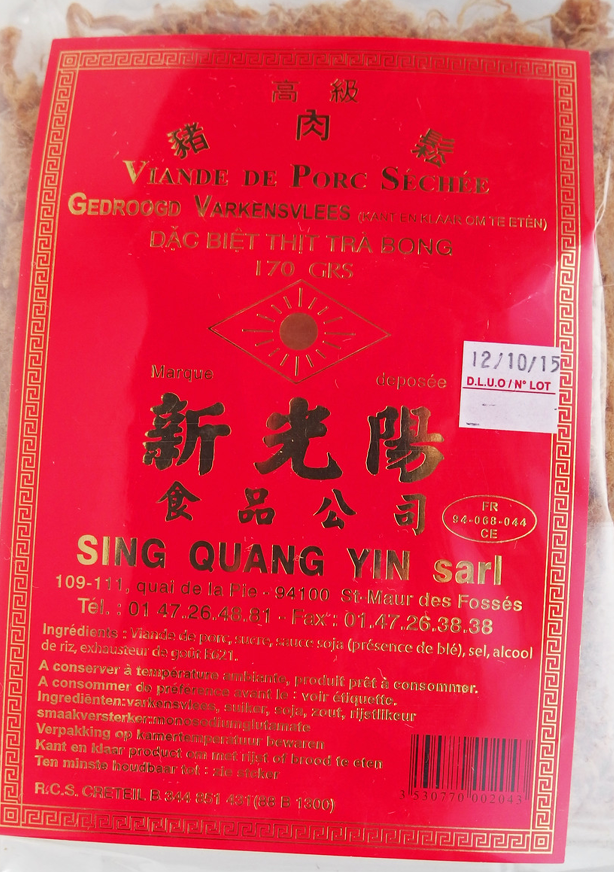 高級
豬肉鬆
VIANDE DE PORC SÉCHÉE
GEDROOGD VARKENSVLEES (KANT EN KLAAR OM TE ETEN)
ĐẶC BIỆT THỊT TRÀ BONG
170 GRS
Marque déposée
12/10/15
D.L.U.O / N° LOT
新光陽
食品公司
FR
94-068-044
CE
SING QUANG YIN sarl
109-111, quai de la Pie - 94100 St-Maur des Fossés
Tél. : 01.47.26.48.81 - Fax : 01.47.26.38.38
Ingrédients : Viande de porc, sucre, sauce soja (présence de blé), sel, alcool
de riz, exhausteur de goût E621.
A conserver à température ambiante, produit prêt à consommer.
A consommer de préférence avant le : voir étiquette.
Ingrediënten:varkensvlees, suiker, soja, zout, rijstlikeur
smaakversterker:monosodiumglutamate
Verpakking op kamertemperatuur bewaren
Kant en klaar product om met rijst of brood te eten
Ten minste houdbaar tot : zie sticker
R.C.S. CRETEIL B 344 851 431 (88 B 1300)
3 530770 002043